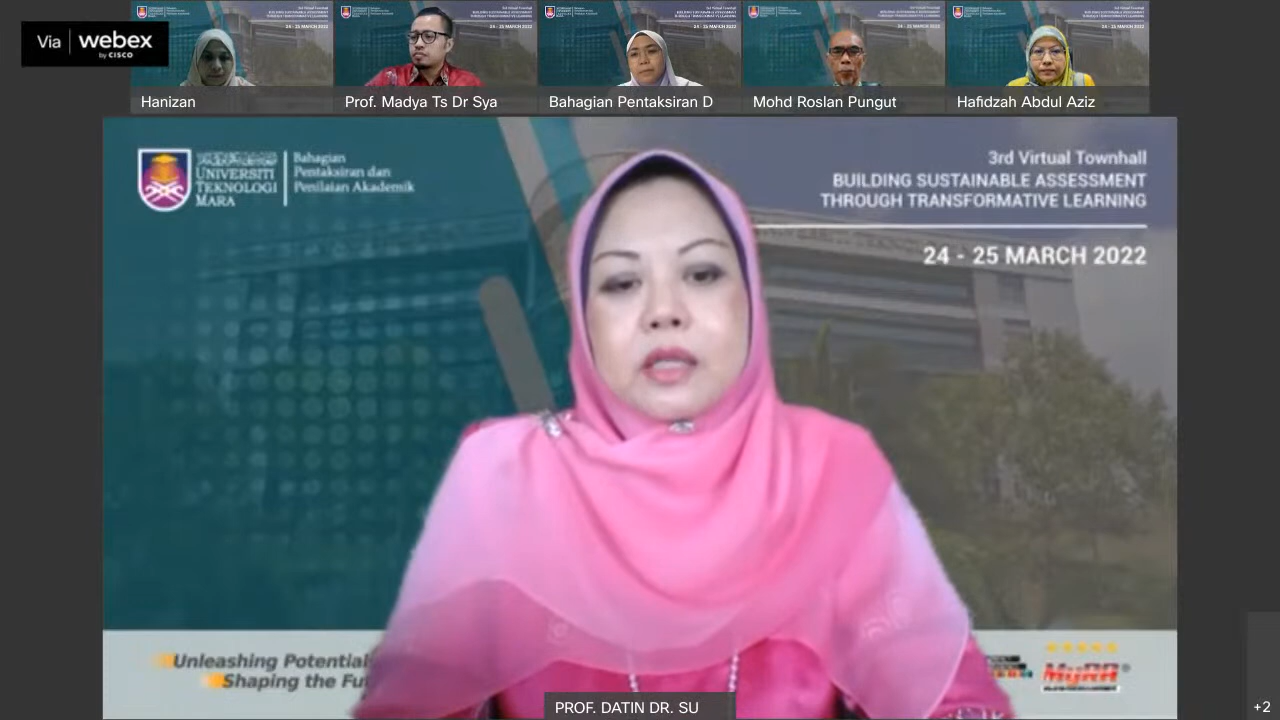 Via webex
by CISCO
Hanizan
Prof. Madya Ts Dr Sya
Bahagian Pentaksiran D
Mohd Roslan Pungut
Hafidzah Abdul Aziz
UNIVERSITI
TEKNOLOGI
MARA
Bahagian
Pentaksiran dan
Penilaian Akademik
3rd Virtual Townhall
BUILDING SUSTAINABLE ASSESSMENT
THROUGH TRANSFORMATIVE LEARNING
24 - 25 MARCH 2022
Unleashing Potential
Shaping the Fu
MyRA
PROF. DATIN DR. SU
+2